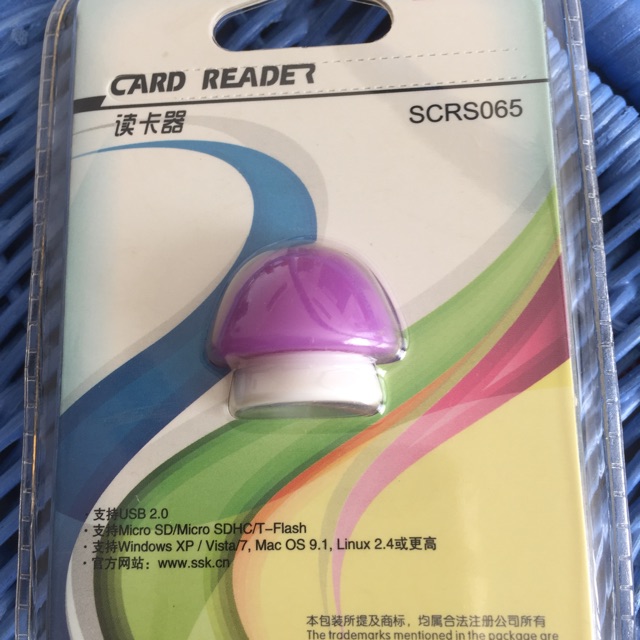 CARD READER
读卡器
SCRS065
·支持USB 2.0
·支持Micro SD/Micro SDHC/T-Flash
·支持Windows XP / Vista/7, Mac OS 9.1, Linux 2.4或更高
·官方网站：www.ssk.cn
本包装所提及商标，均属合法注册公司所有
The trademarks mentioned in the package are